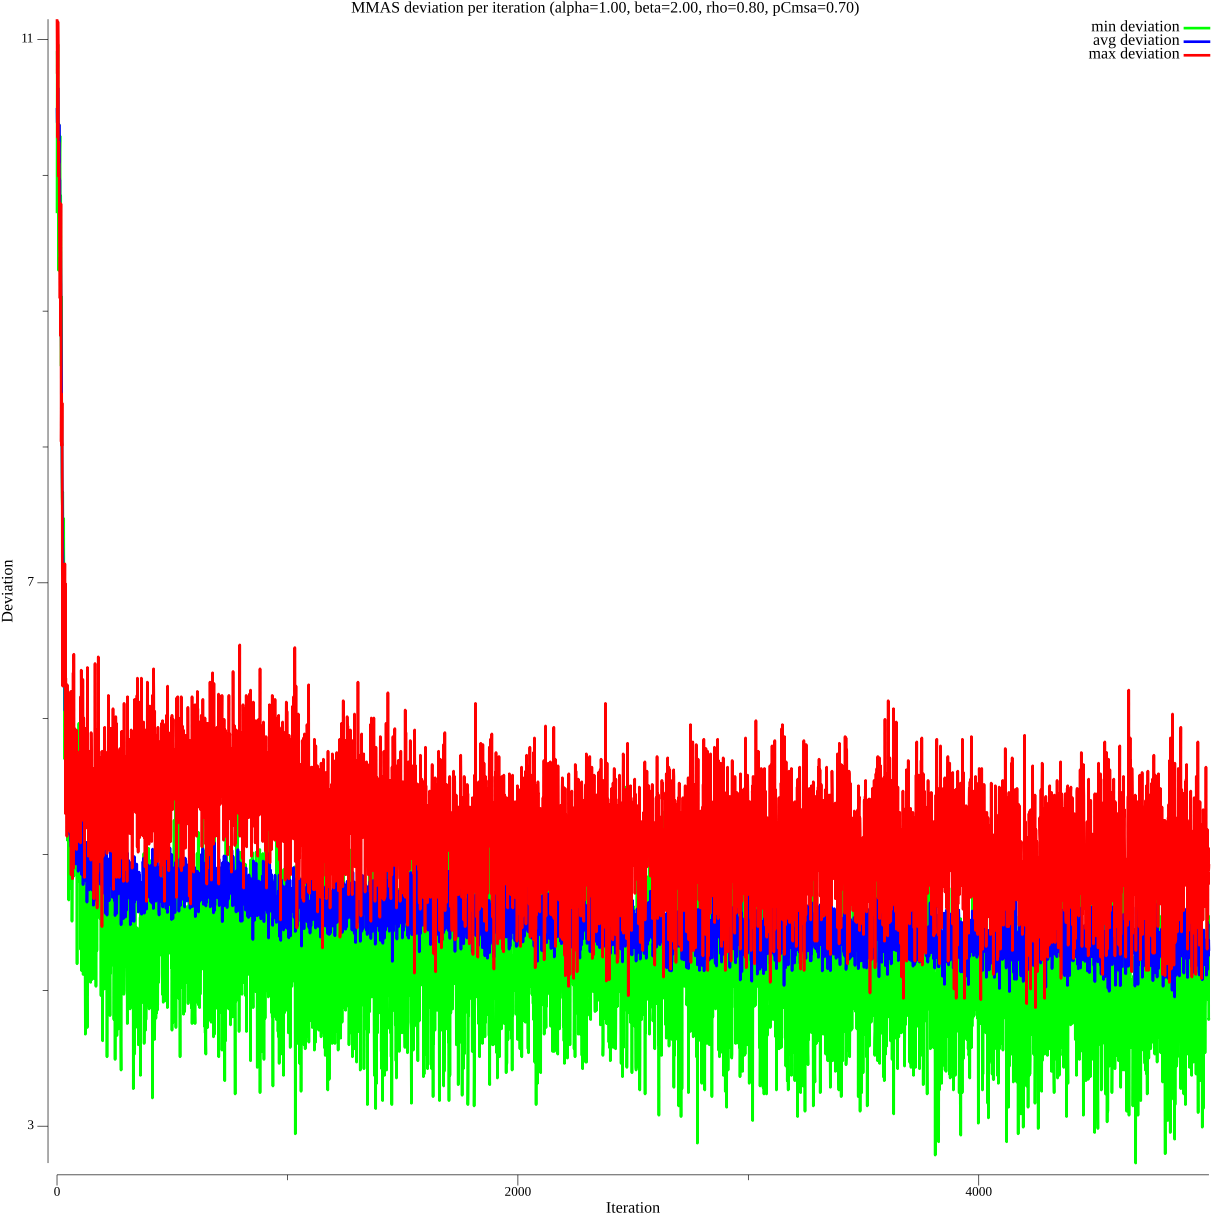 MMAS deviation per iteration (alpha=1.00, beta=2.00, rho=0.80, pCmsa=0.70)
min deviation
avg deviation
max deviation
11
7
3
Deviation
0
2000
4000
Iteration